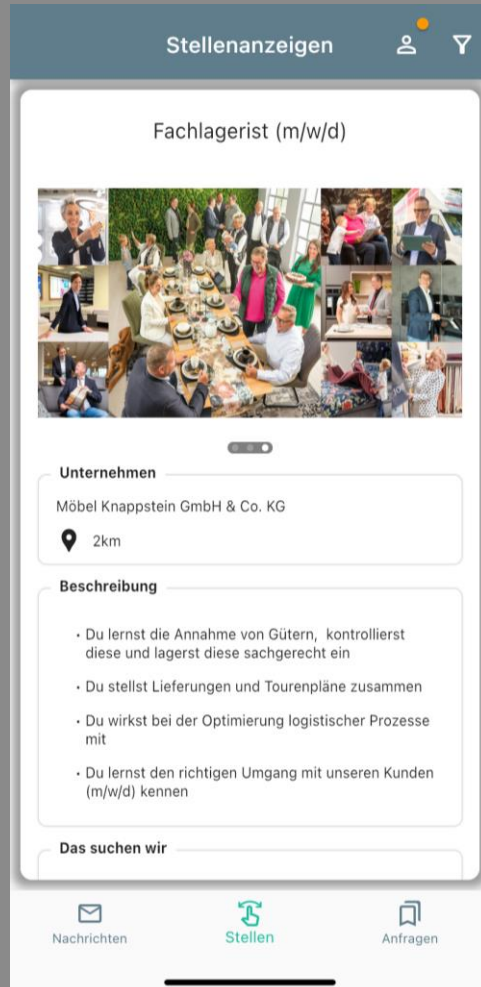 Stellenanzeigen
Fachlagerist (m/w/d)
Unternehmen
Möbel Knappstein GmbH & Co. KG
2km
Beschreibung
• Du lernst die Annahme von Gütern,  kontrollierst
diese und lagerst diese sachgerecht ein
• Du stellst Lieferungen und Tourenpläne zusammen
• Du wirkst bei der Optimierung logistischer Prozesse
mit
• Du lernst den richtigen Umgang mit unseren Kunden
(m/w/d) kennen
Das suchen wir
Nachrichten
Stellen
Anfragen